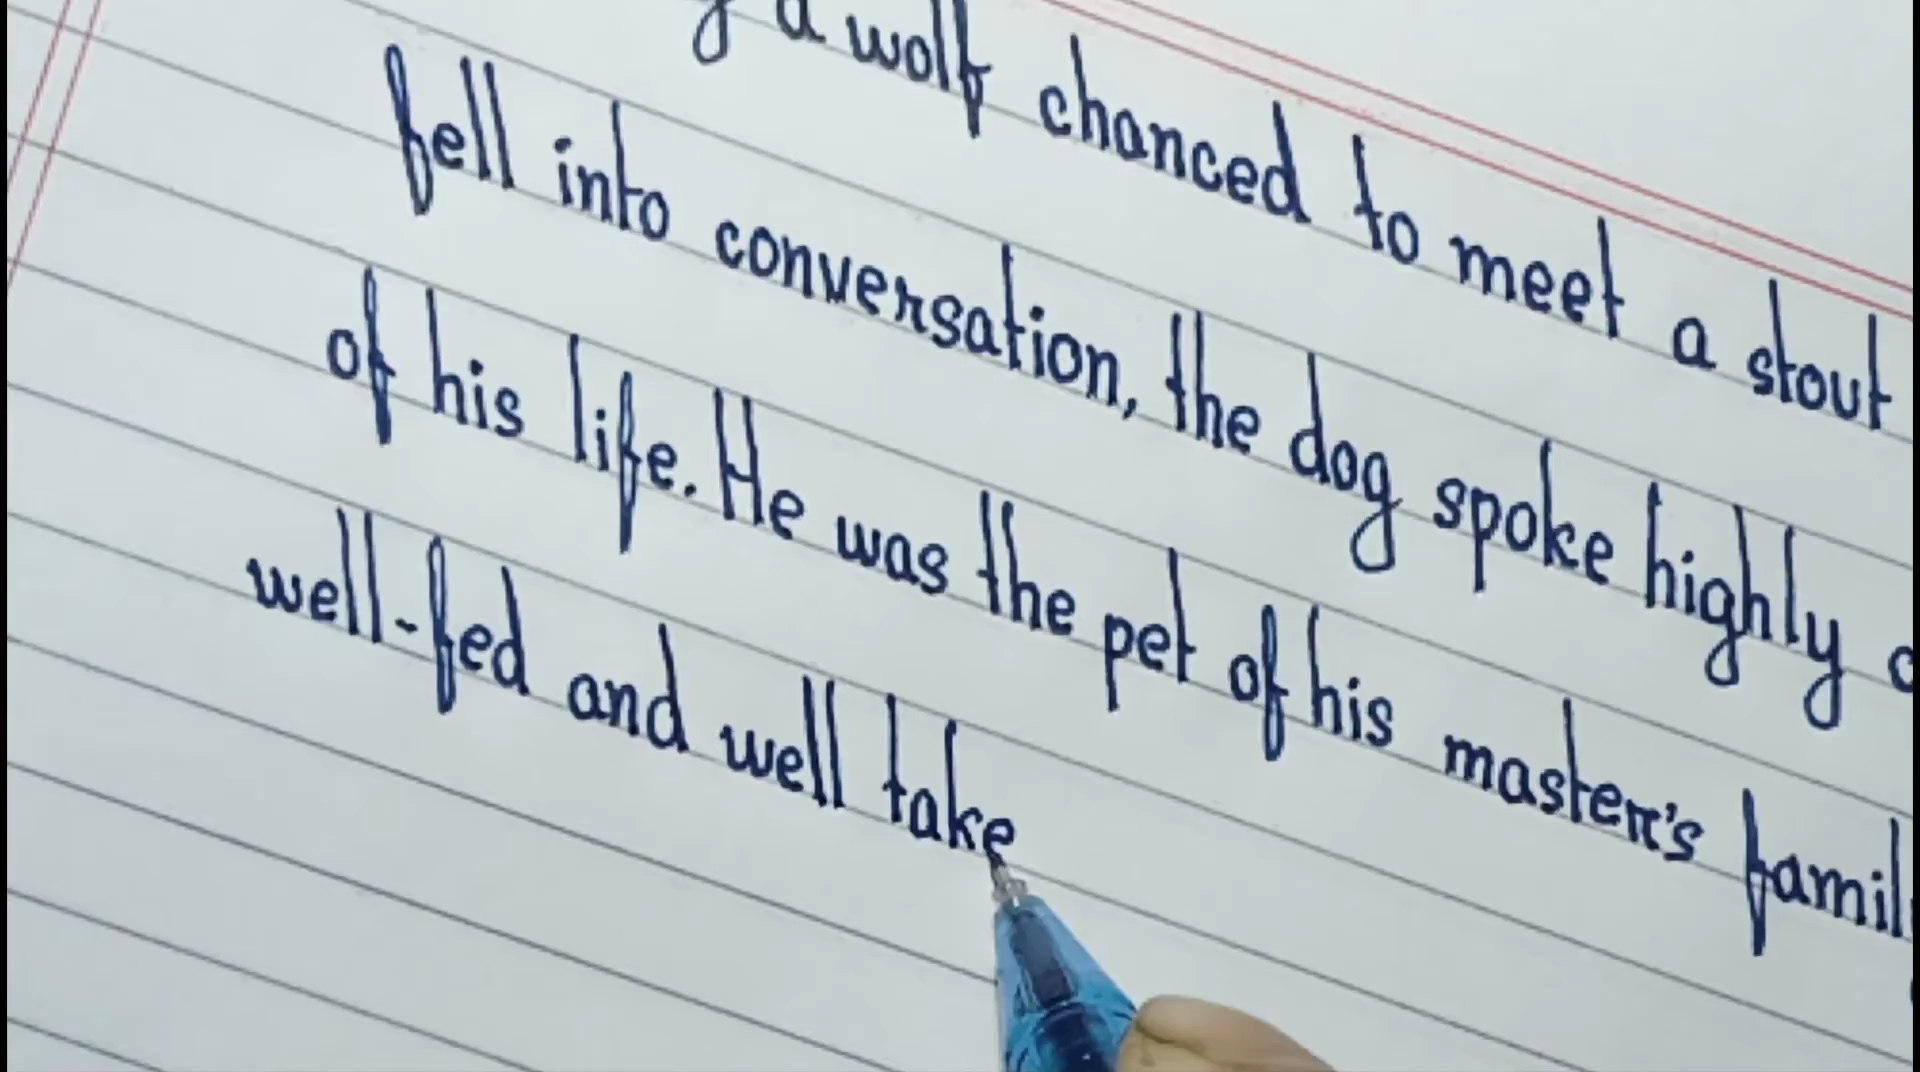 a wolf chanced to meet a stout
fell into conversation, the dog spoke highly
of his life. He was the pet of his master's famil
well-fed and well take